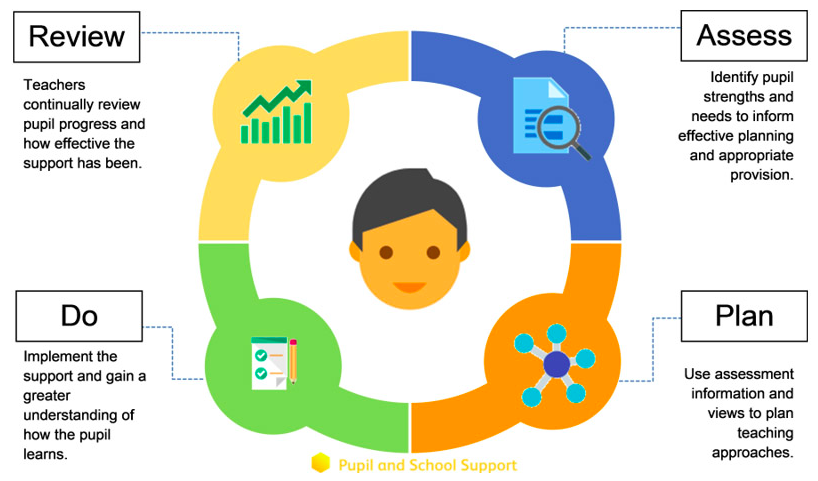 Review
Teachers
continually review
pupil progress and
how effective the
support has been.
Assess
Identify pupil
strengths and
needs to inform
effective planning
and appropriate
provision.
Do
Implement the
support and gain a
greater
understanding of
how the pupil
learns.
Plan
Use assessment
information and
views to plan
teaching
approaches.
Pupil and School Support